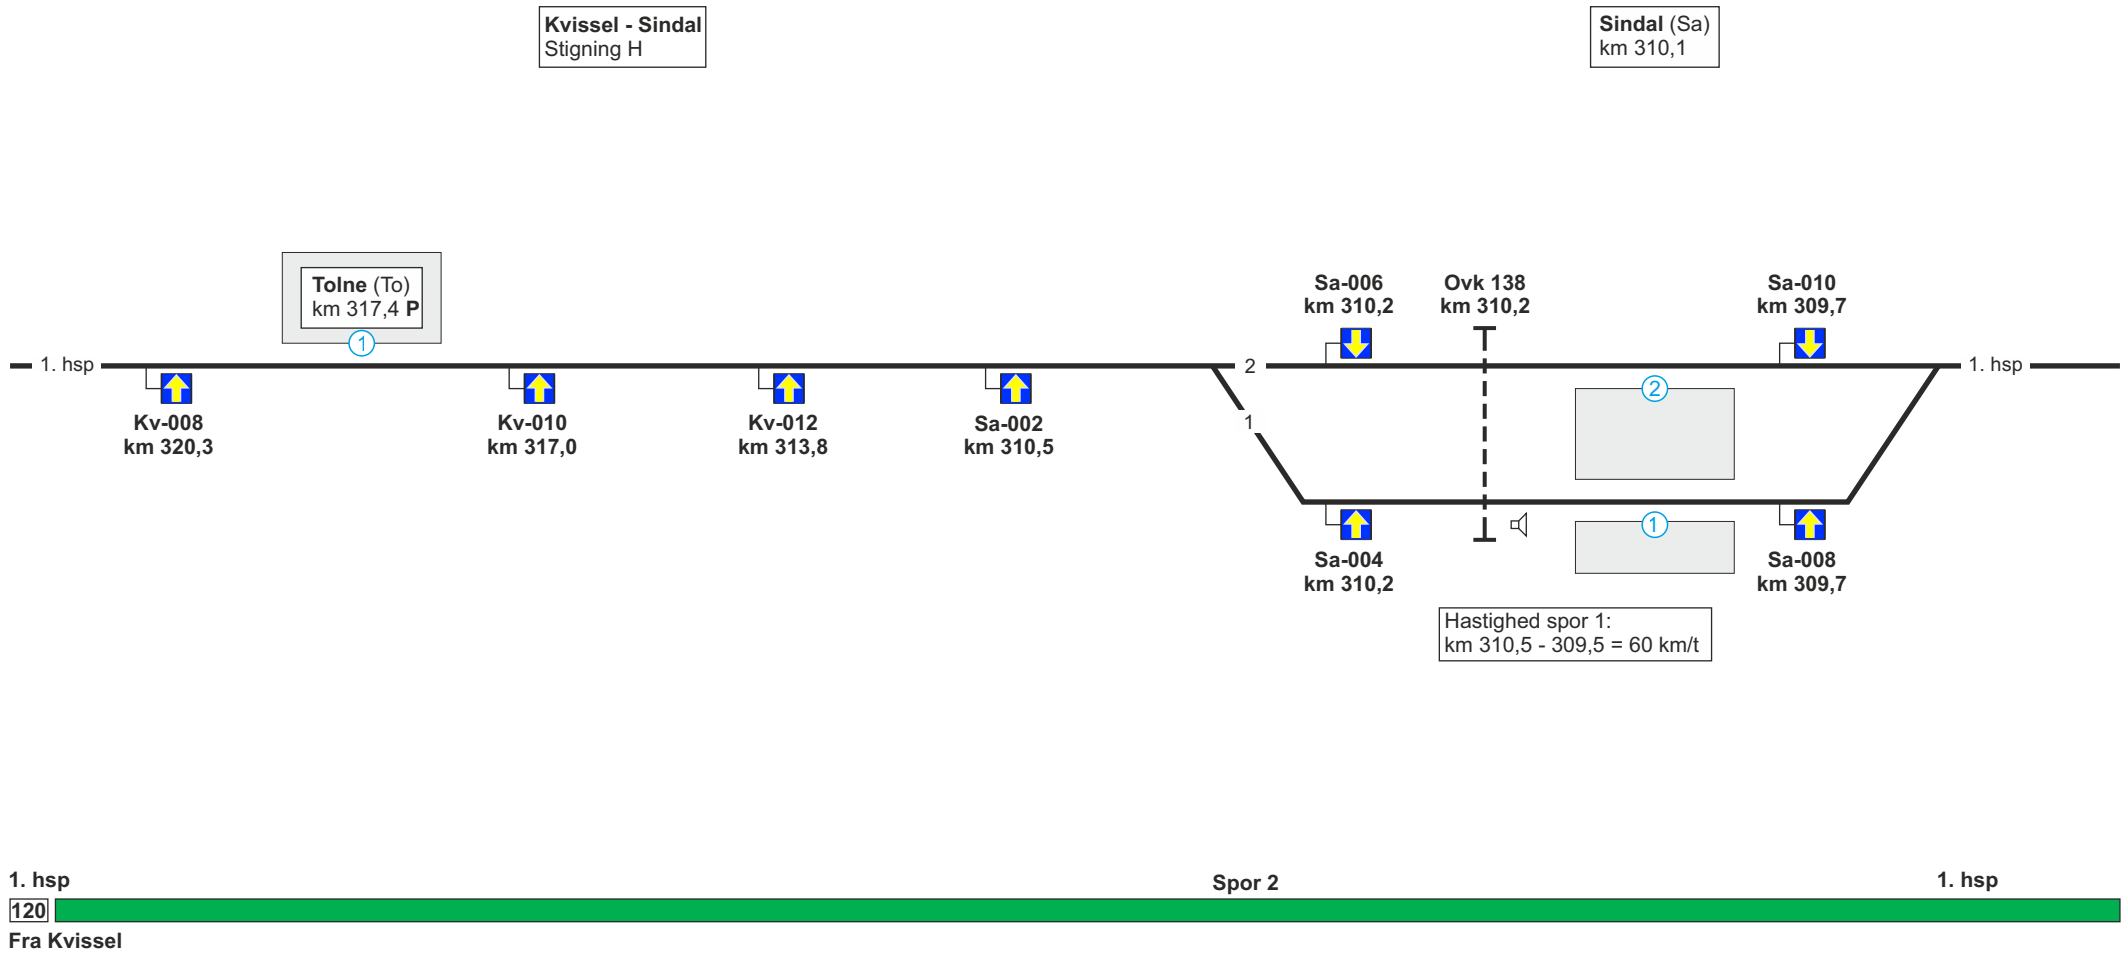 Kvissel - Sindal
Stigning H
Sindal (Sa)
km 310,1
Tolne (To)
km 317,4 P
1
Sa-006
km 310,2
Ovk 138
km 310,2
Sa-010
km 309,7
1. hsp
2
1. hsp
Kv-008
km 320,3
Kv-010
km 317,0
Kv-012
km 313,8
Sa-002
km 310,5
1
2
1
Sa-004
km 310,2
Sa-008
km 309,7
Hastighed spor 1:
km 310,5 - 309,5 = 60 km/t
1. hsp
Spor 2
1. hsp
120
Fra Kvissel